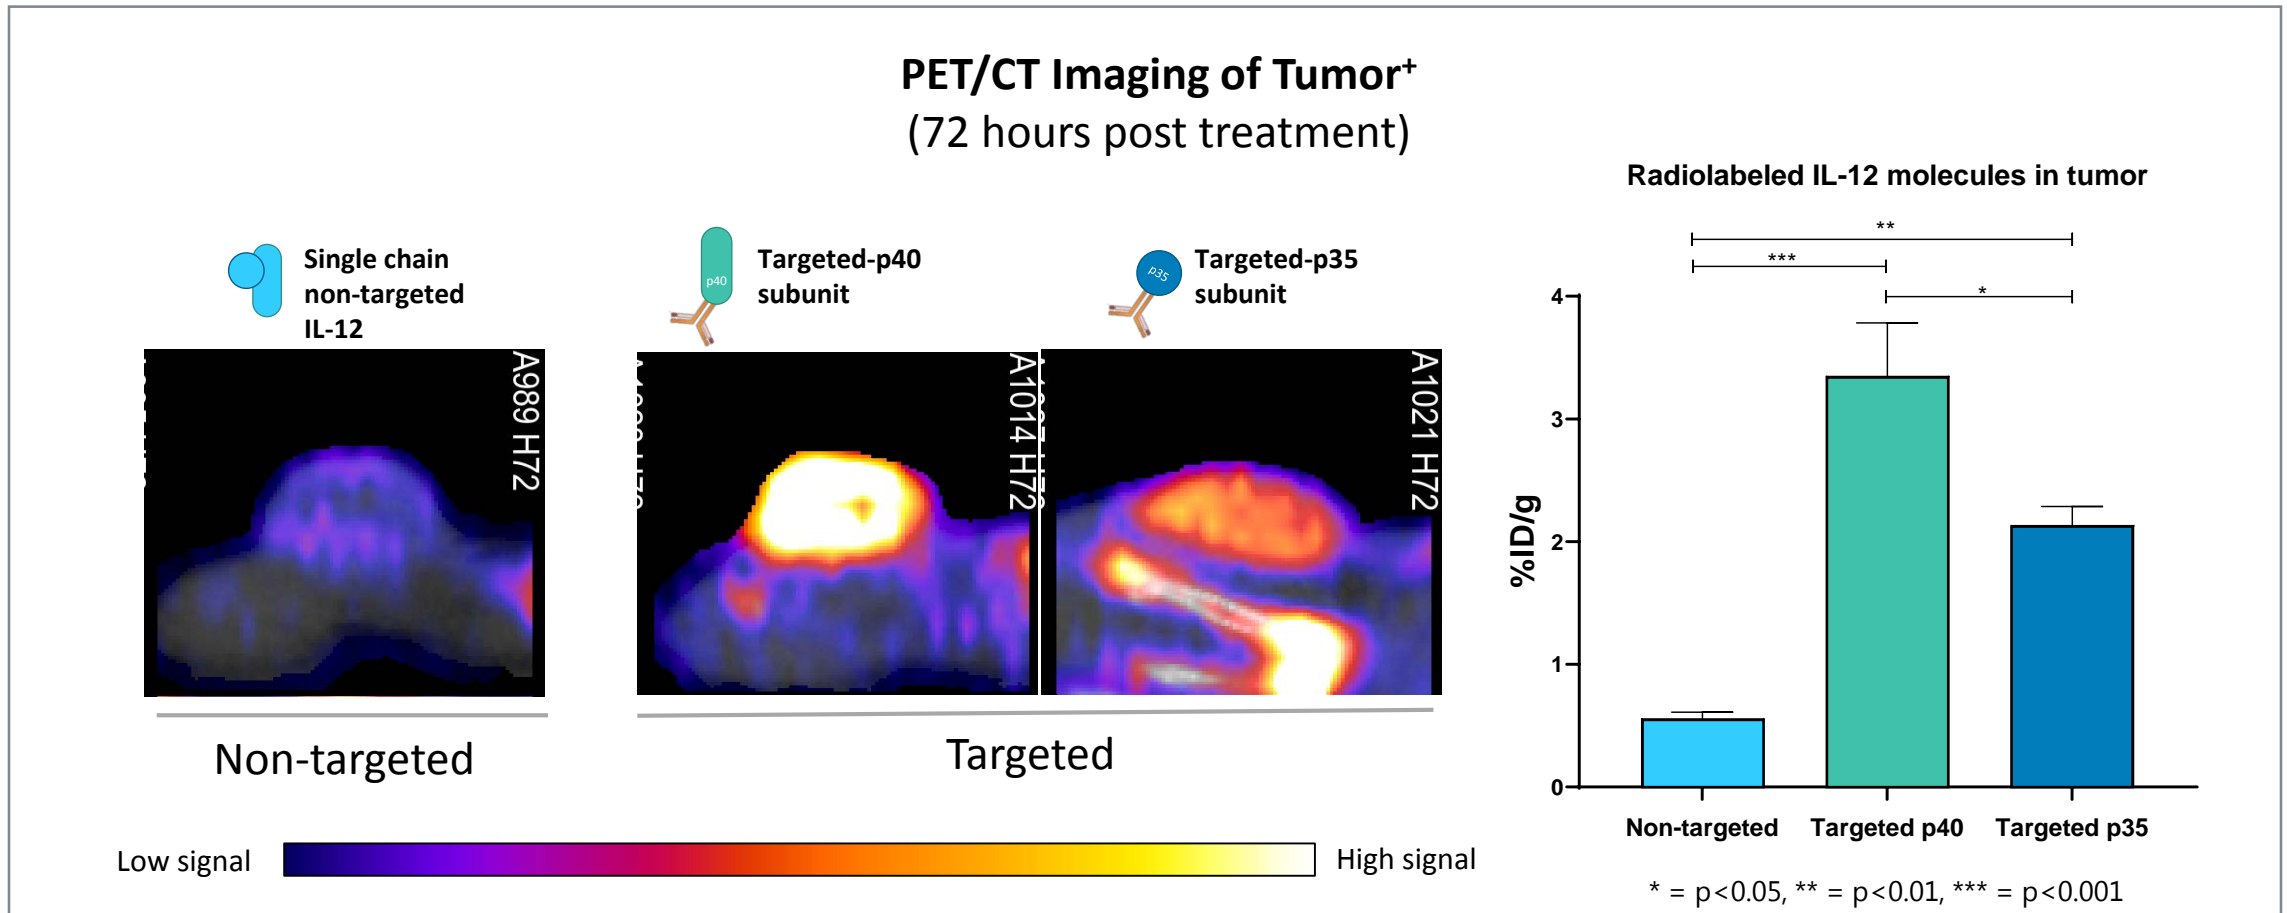 PET/CT Imaging of Tumor⁺
(72 hours post treatment)
Single chain
non-targeted
IL-12
p40
Targeted-p40
subunit
p35
Targeted-p35
subunit
A989 H72
A1014 H72
A1021 H72
Non-targeted
Targeted
Low signal
High signal
Radiolabeled IL-12 molecules in tumor
**
***
*
%ID/g
4
3
2
1
0
Non-targeted Targeted p40 Targeted p35
* = p<0.05, ** = p<0.01, *** = p<0.001